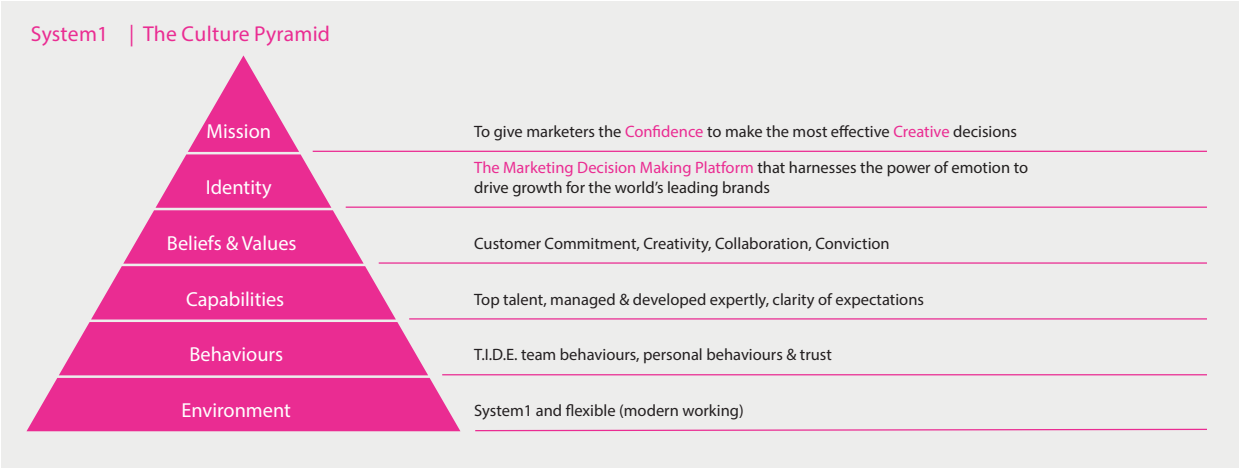 System1 | The Culture Pyramid
Mission
To give marketers the Confidence to make the most effective Creative decisions
Identity
The Marketing Decision Making Platform that harnesses the power of emotion to
drive growth for the world’s leading brands
Beliefs & Values
Customer Commitment, Creativity, Collaboration, Conviction
Capabilities
Top talent, managed & developed expertly, clarity of expectations
Behaviours
T.I.D.E. team behaviours, personal behaviours & trust
Environment
System1 and flexible (modern working)